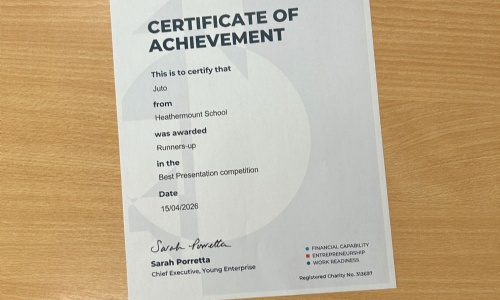 CERTIFICATE OF
ACHIEVEMENT
This is to certify that
Juto
from
Heathermount School
was awarded
Runners-up
in the
Best Presentation competition
Date
15/04/2026
Sarah Porretta
Sarah Porretta
Chief Executive, Young Enterprise
FINANCIAL CAPABILITY
ENTREPRENEURSHIP
WORK READINESS
Registered Charity No. 313697